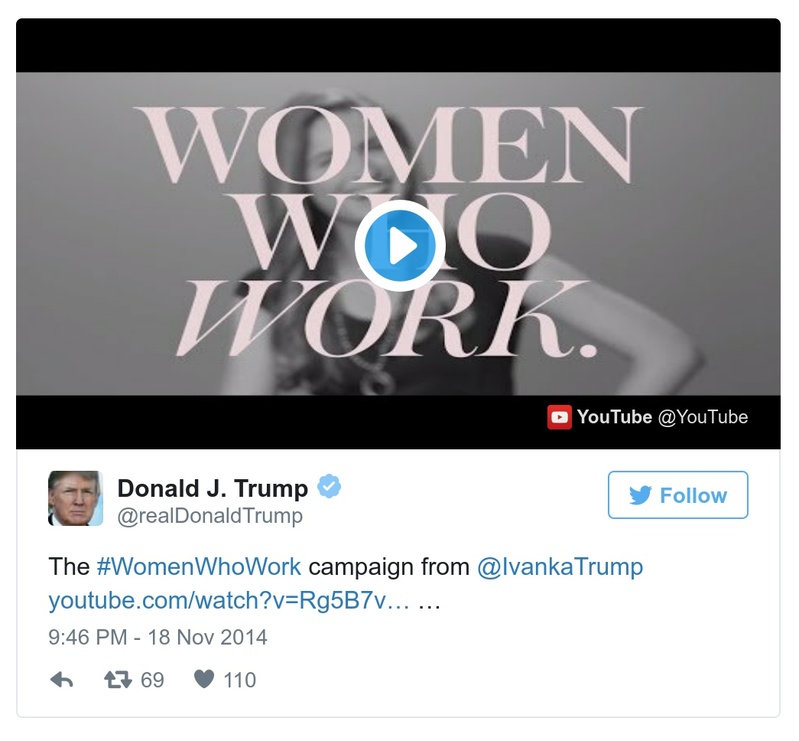 WOMEN
WHO
WORK.
YouTube @YouTube
Donald J. Trump
@realDonaldTrump
Follow
The #WomenWhoWork campaign from @IvankaTrump
youtube.com/watch?v=Rg5B7v… …
9:46 PM - 18 Nov 2014
69 110